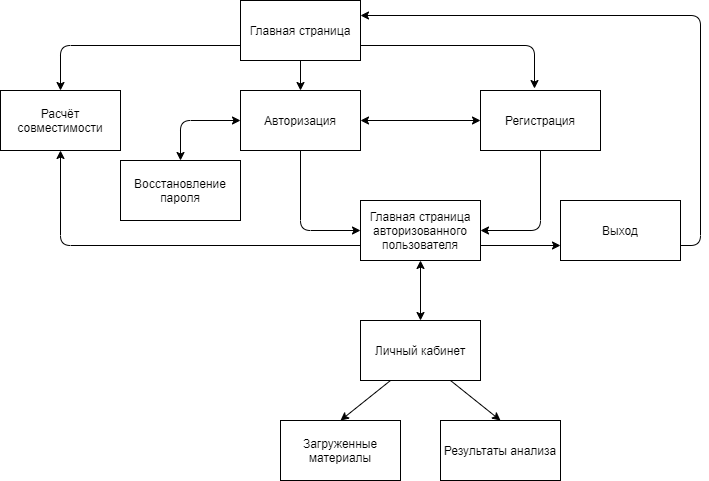 Главная страница
Расчёт
совместимости
Авторизация
Регистрация
Восстановление
пароля
Главная страница
авторизованного
пользователя
Выход
Личный кабинет
Загруженные
материалы
Результаты анализа